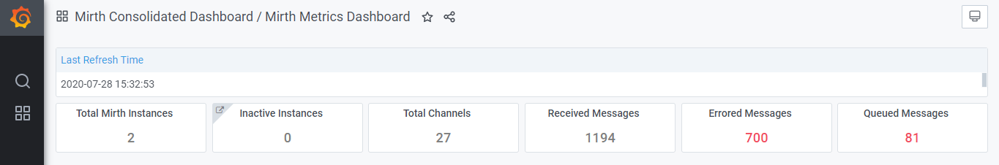 Mirth Consolidated Dashboard / Mirth Metrics Dashboard
Last Refresh Time
2020-07-28 15:32:53
Total Mirth Instances
2
Inactive Instances
0
Total Channels
27
Received Messages
1194
Errored Messages
700
Queued Messages
81